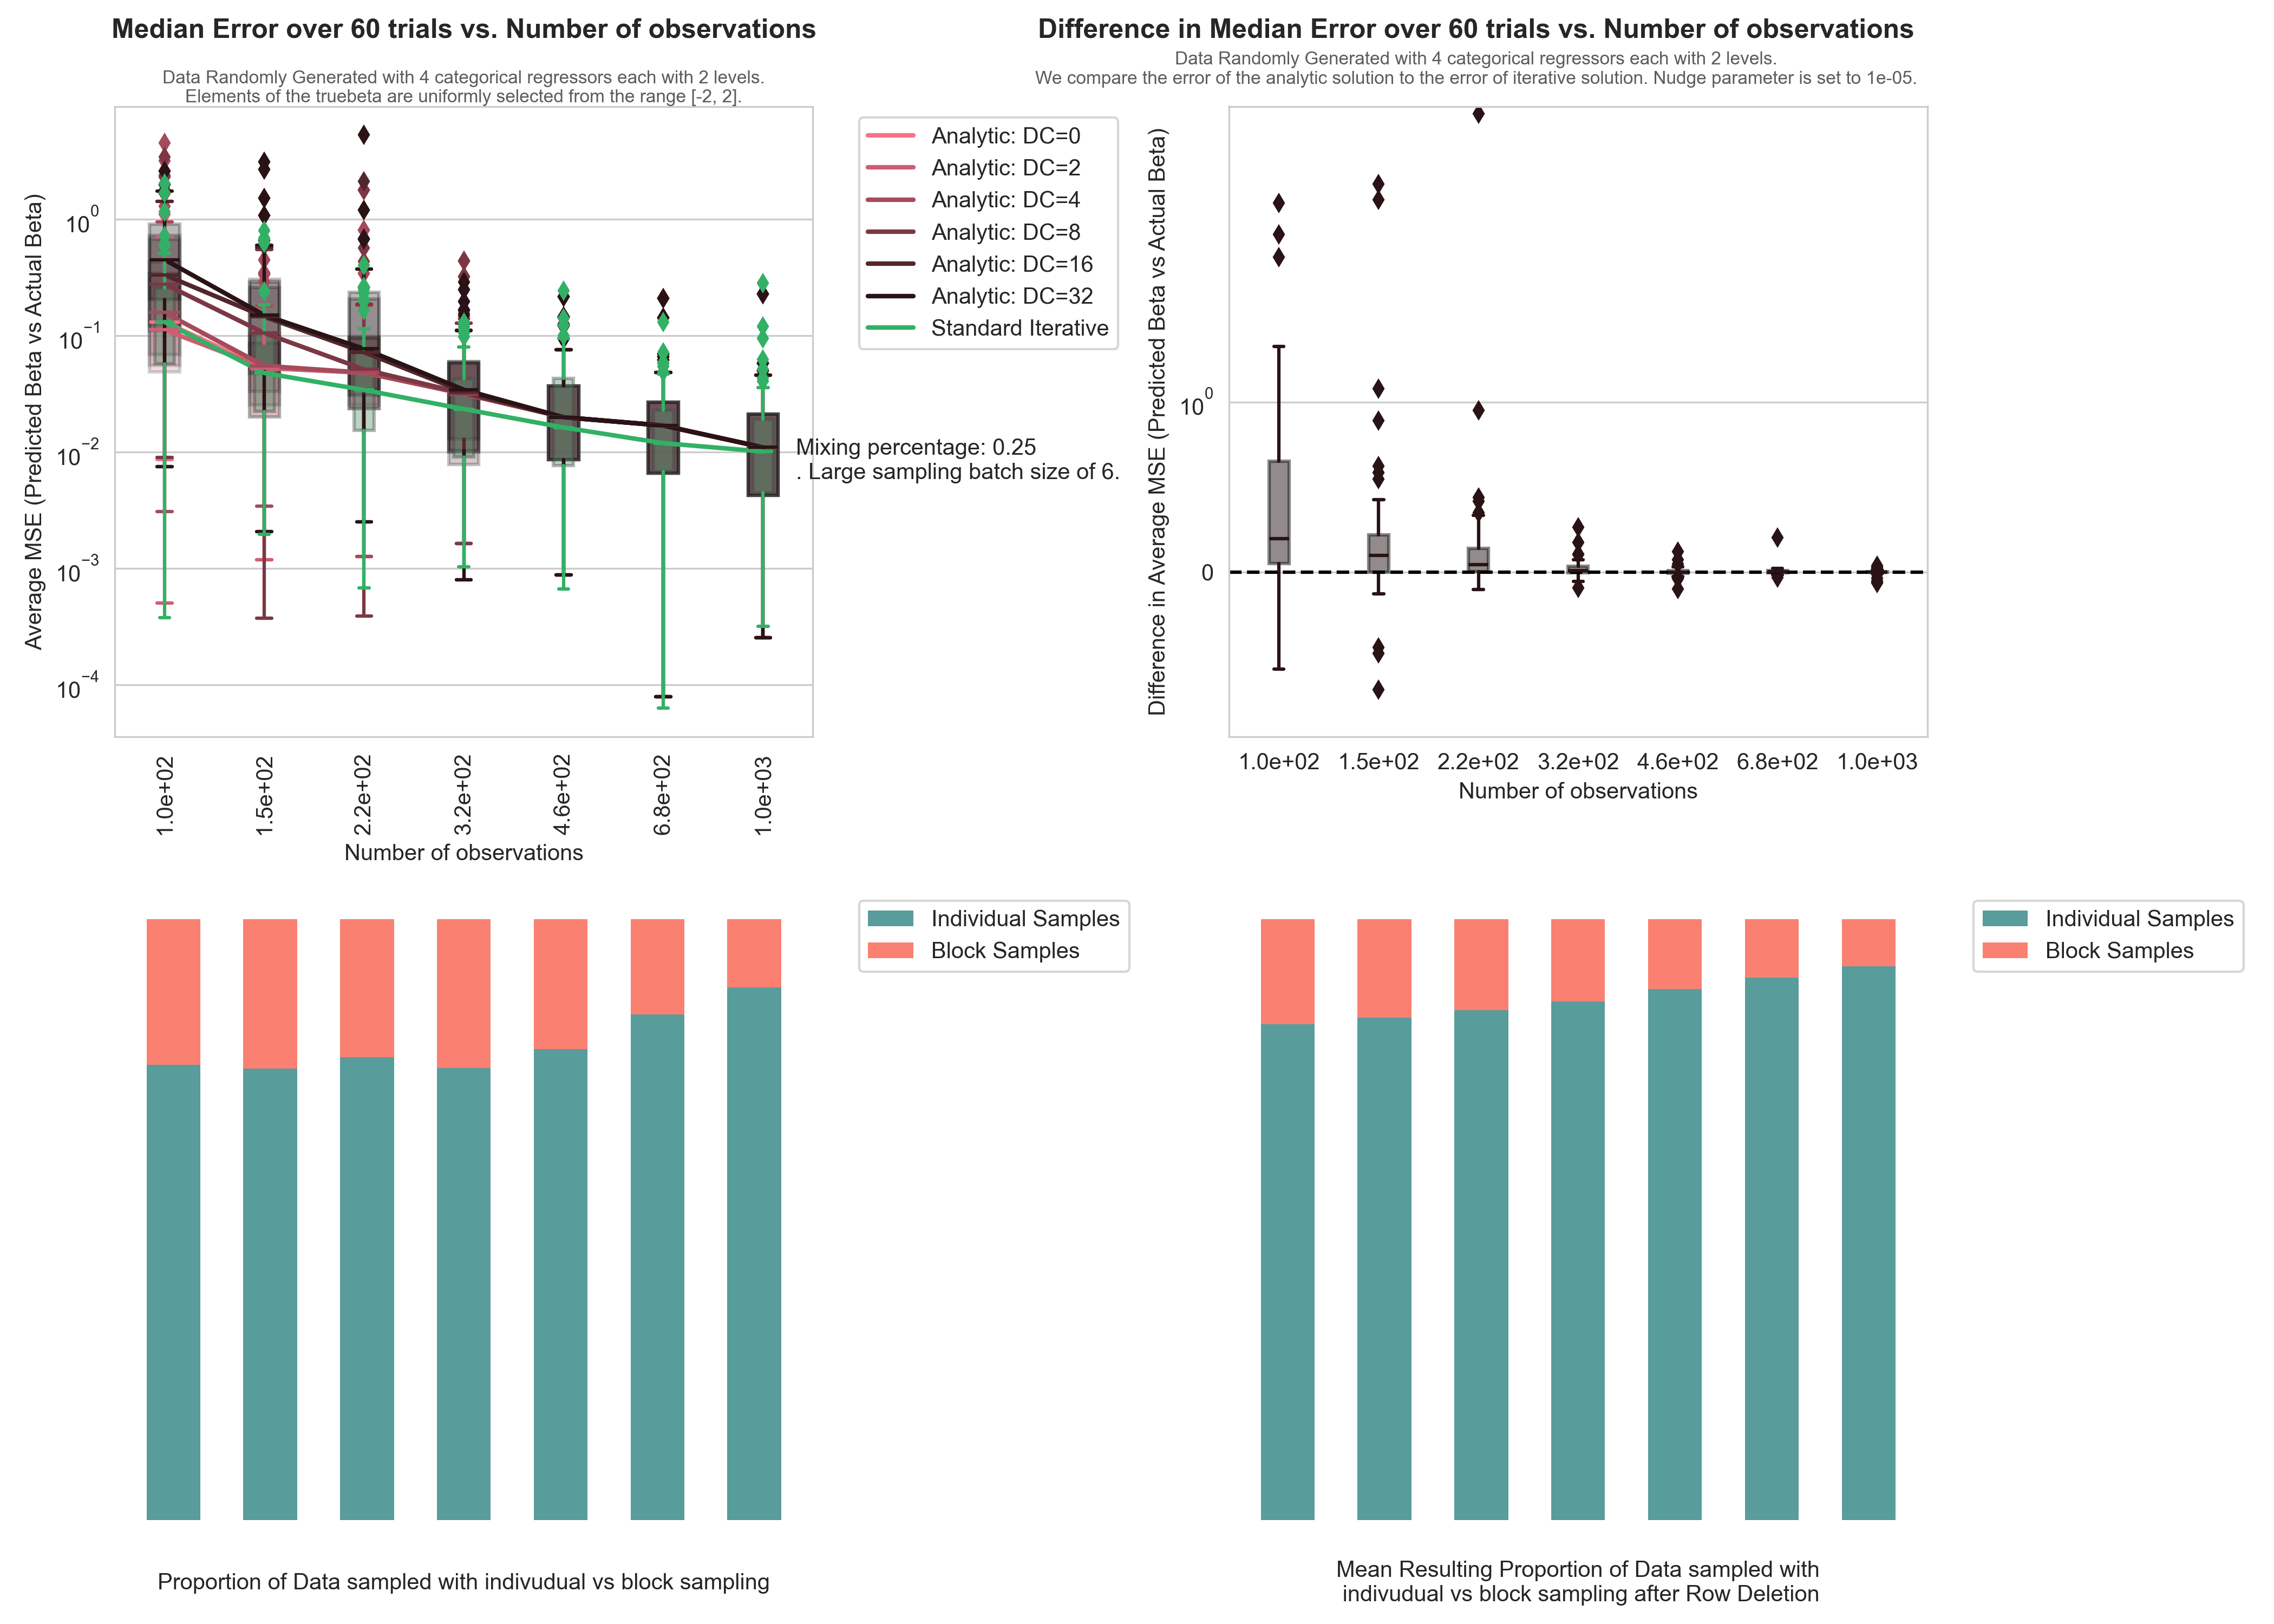 Median Error over 60 trials vs. Number of observations
Data Randomly Generated with 4 categorical regressors each with 2 levels.
Elements of the truebeta are uniformly selected from the range [-2, 2].
Average MSE (Predicted Beta vs Actual Beta)
10^0
10^−1
10^−2
10^−3
10^−4
1.0e+02
1.5e+02
2.2e+02
3.2e+02
4.6e+02
6.8e+02
1.0e+03
Number of observations
Analytic: DC=0
Analytic: DC=2
Analytic: DC=4
Analytic: DC=8
Analytic: DC=16
Analytic: DC=32
Standard Iterative
Mixing percentage: 0.25
. Large sampling batch size of 6.
Difference in Median Error over 60 trials vs. Number of observations
Data Randomly Generated with 4 categorical regressors each with 2 levels.
We compare the error of the analytic solution to the error of iterative solution. Nudge parameter is set to 1e-05.
Difference in Average MSE (Predicted Beta vs Actual Beta)
10^0
0
1.0e+02
1.5e+02
2.2e+02
3.2e+02
4.6e+02
6.8e+02
1.0e+03
Number of observations
Individual Samples
Block Samples
Proportion of Data sampled with indivudual vs block sampling
Individual Samples
Block Samples
Mean Resulting Proportion of Data sampled with
indivudual vs block sampling after Row Deletion